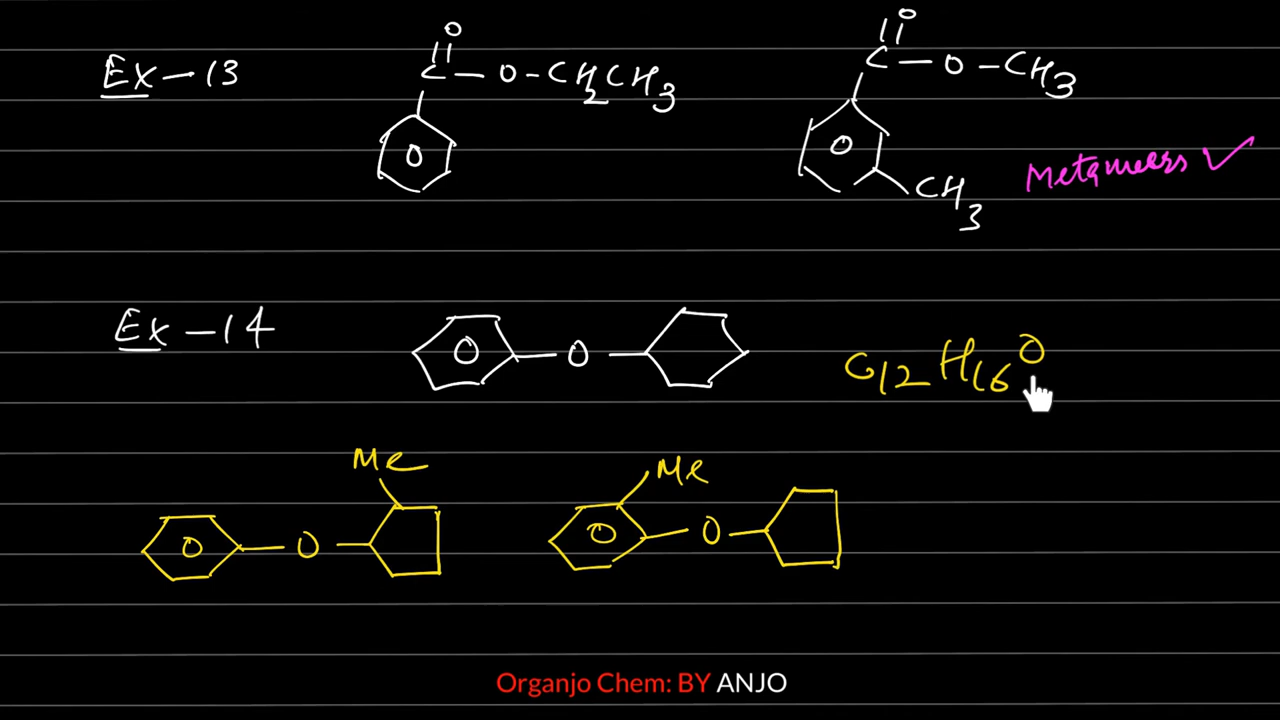 O O
Ex-13 C-O-CH2CH3 C-O-CH3
O O
CH3 Metamers ✓
Ex-14 O O C12H16O
Me Me
O O O O
Organjo Chem: BY ANJO